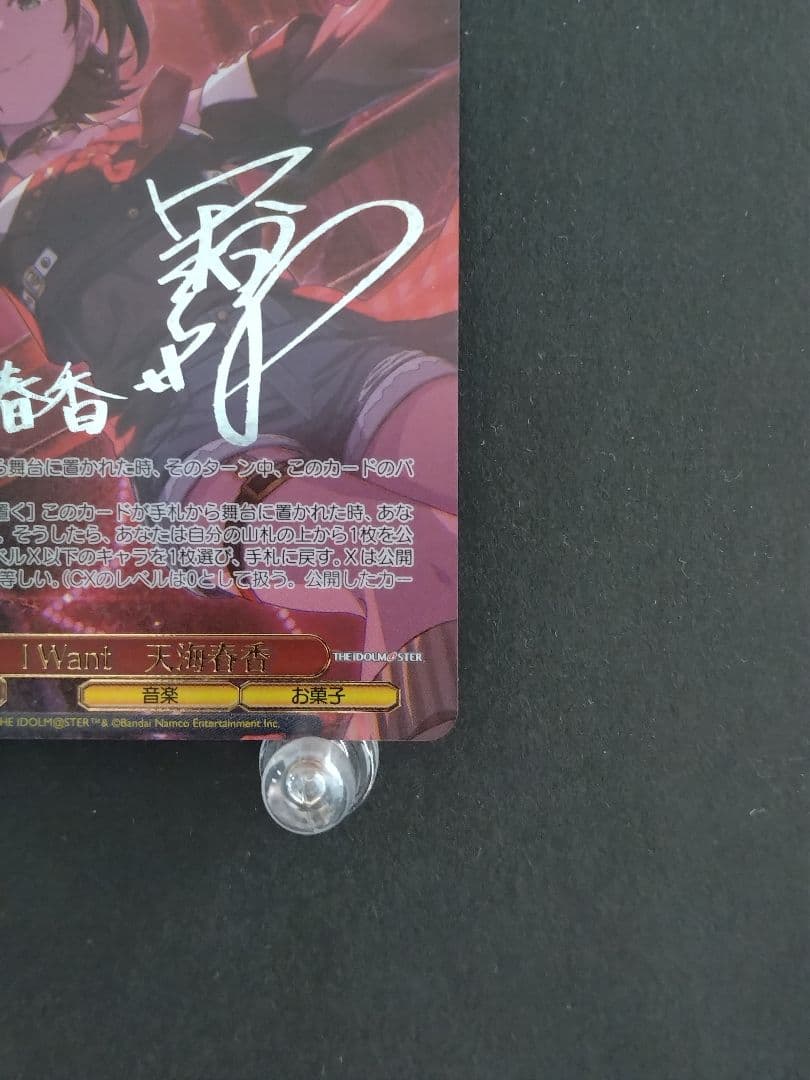 春香
ら舞台に置かれた時、そのターン中、このカードのパ
置く］このカードが手札から舞台に置かれた時、あな
。そうしたら、あなたは自分の山札の上から1枚を公
ベルX以下のキャラを1枚選び、手札に戻す。Xは公開
等しい。（CXのレベルは0として扱う。公開したカー
I Want 天海春香
THE IDOLM@STER
音楽 お菓子
THE IDOLM@STER™& ©Bandai Namco Entertainment Inc.